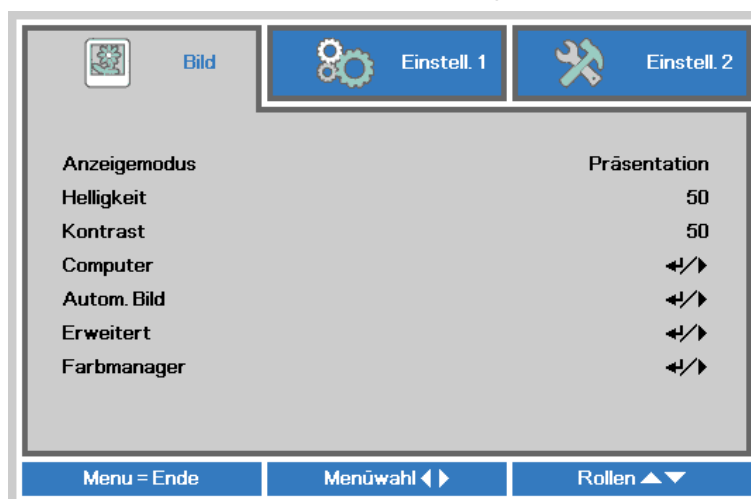 Bild
Einstell. 1
Einstell. 2
Anzeigemodus Präsentation
Helligkeit 50
Kontrast 50
Computer ↵/▶
Autom. Bild ↵/▶
Erweitert ↵/▶
Farbmanager ↵/▶
Menu = Ende
Menüwahl ◀ ▶
Rollen ▲▼